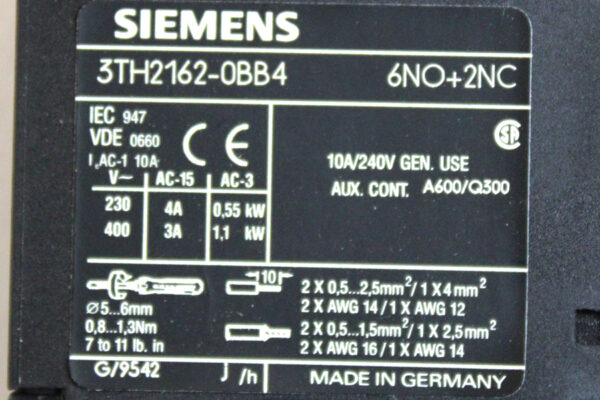 SIEMENS
3TH2162-0BB4 6NO+2NC
IEC 947
VDE 0660
CE
I, AC-1 10A
SA
10A/240V GEN. USE
AUX. CONT. A600/Q300
V~ AC-15 AC-3
230 4A 0,55 kW
400 3A 1,1 kW
10
Ø5...6mm
0,8...1,3Nm
7 to 11 lb. in
2 X 0,5...2,5mm²/1 X 4mm²
2 X AWG 14/1 X AWG 12
2 X 0,5...1,5mm²/1 X 2,5mm²
2 X AWG 16/1 X AWG 14
G/9542 J/h MADE IN GERMANY